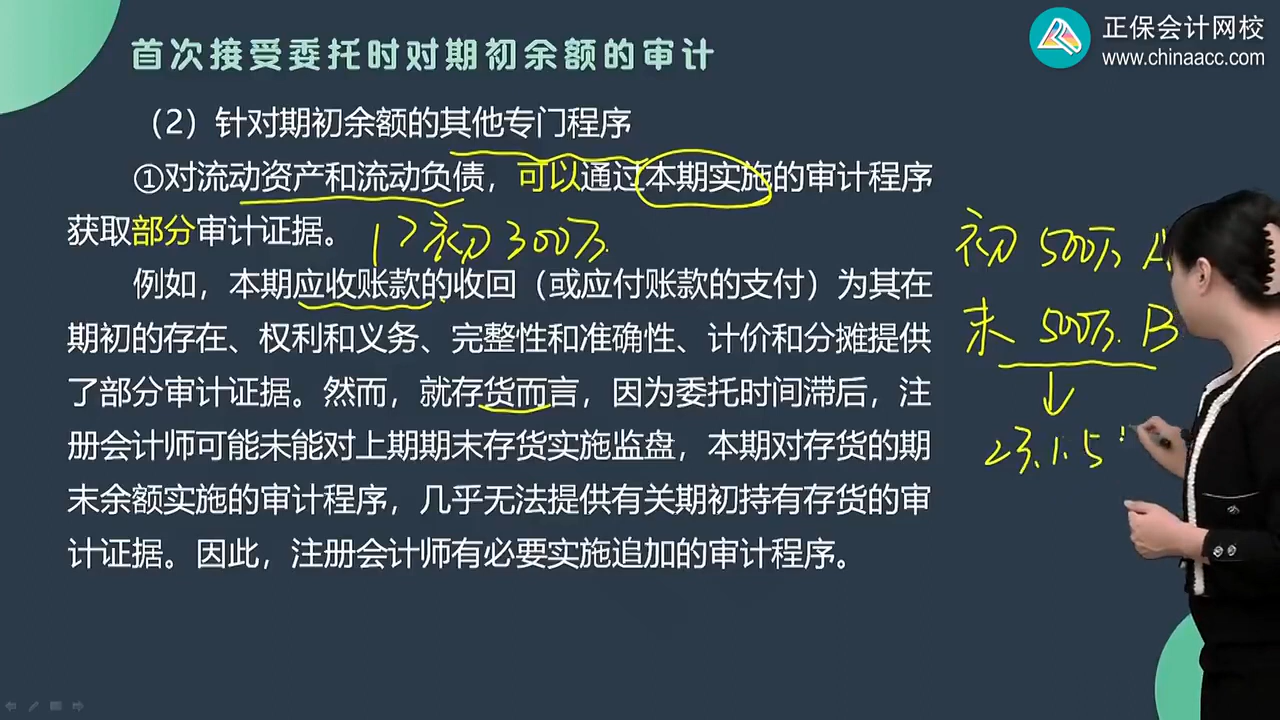 首次接受委托时对期初余额的审计
正保会计网校
www.chinaacc.com
（2）针对期初余额的其他专门程序
①对流动资产和流动负债，可以通过本期实施的审计程序
获取部分审计证据。
初 300万
例如，本期应收账款的收回（或应付账款的支付）为其在
期初的存在、权利和义务、完整性和准确性、计价和分摊提供
了部分审计证据。然而，就存货而言，因为委托时间滞后，注
册会计师可能未能对上期期末存货实施监盘，本期对存货的期
末余额实施的审计程序，几乎无法提供有关期初持有存货的审
计证据。因此，注册会计师有必要实施追加的审计程序。
初 500万 A
末 500万 B
23.1.5